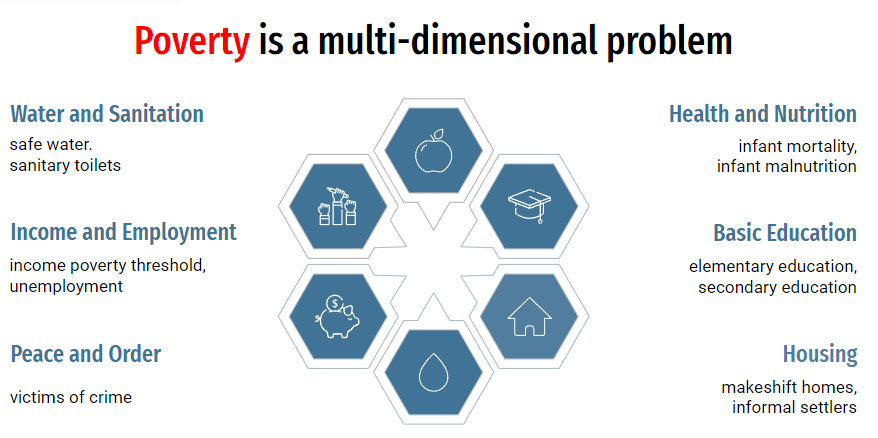 Poverty is a multi-dimensional problem
Water and Sanitation
safe water.
sanitary toilets
Income and Employment
income poverty threshold,
unemployment
Peace and Order
victims of crime
$
Health and Nutrition
infant mortality,
infant malnutrition
Basic Education
elementary education,
secondary education
Housing
makeshift homes,
informal settlers